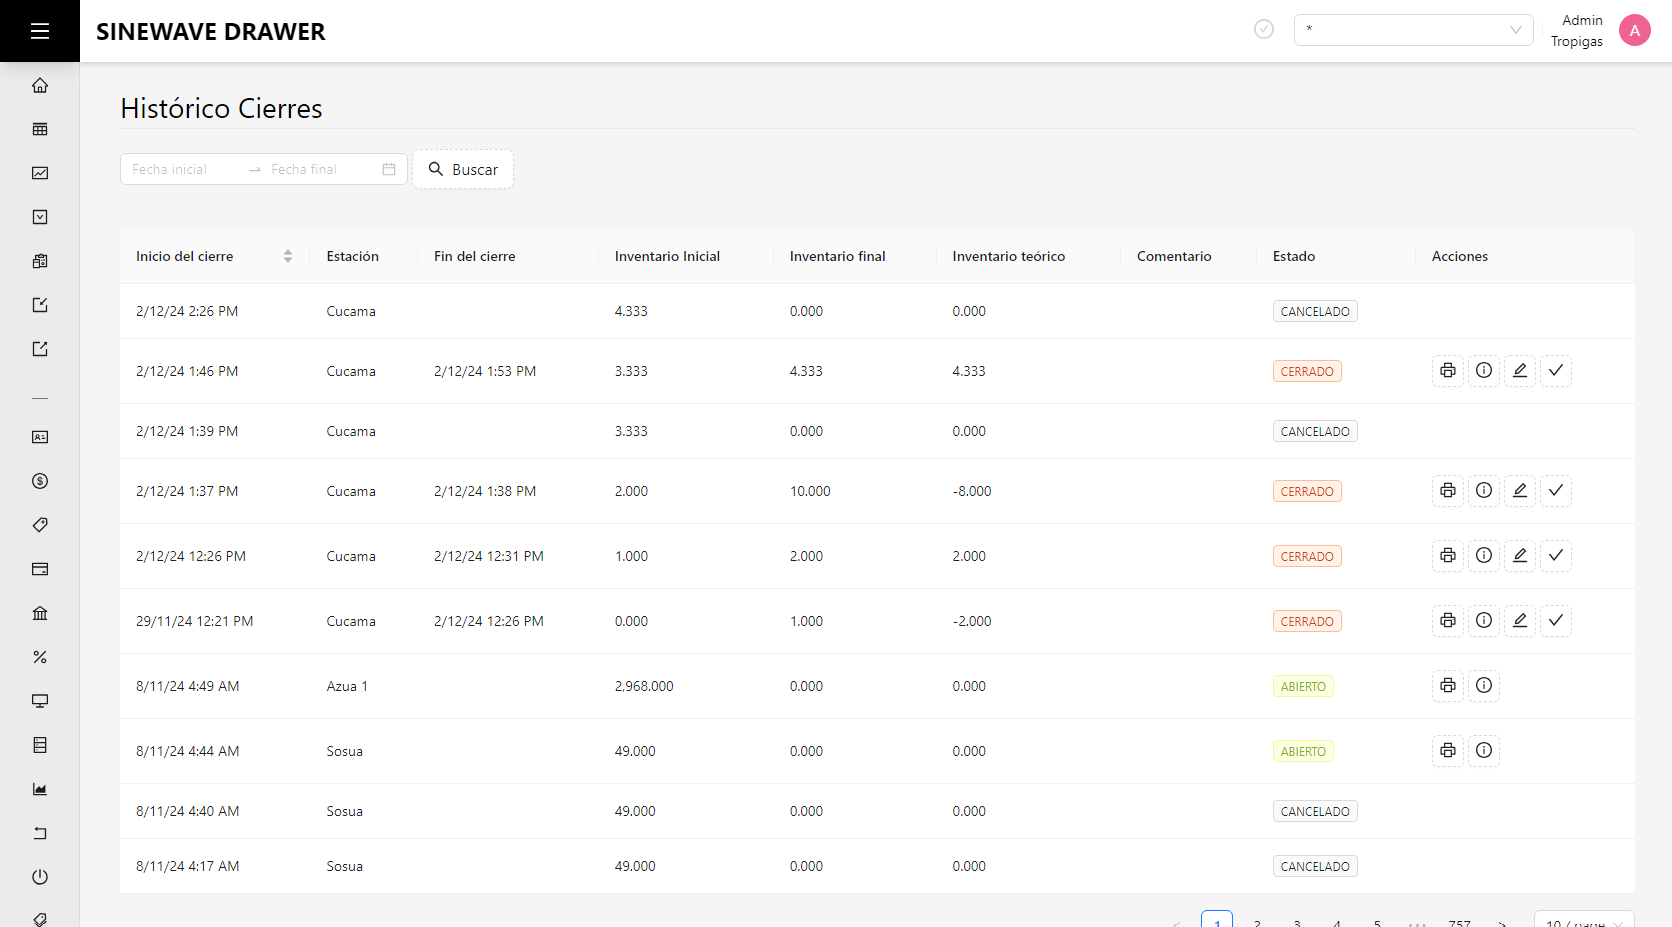 SINEWAVE DRAWER
*
Admin
Tropigas
A
Histórico Cierres
Fecha inicial
Fecha final
Buscar
Inicio del cierre Estación Fin del cierre Inventario Inicial Inventario final Inventario teórico Comentario Estado Acciones
2/12/24 2:26 PM Cucama 4.333 0.000 0.000 CANCELADO
2/12/24 1:46 PM Cucama 2/12/24 1:53 PM 3.333 4.333 4.333 CERRADO
2/12/24 1:39 PM Cucama 3.333 0.000 0.000 CANCELADO
2/12/24 1:37 PM Cucama 2/12/24 1:38 PM 2.000 10.000 -8.000 CERRADO
2/12/24 12:26 PM Cucama 2/12/24 12:31 PM 1.000 2.000 2.000 CERRADO
29/11/24 12:21 PM Cucama 2/12/24 12:26 PM 0.000 1.000 -2.000 CERRADO
8/11/24 4:49 AM Azua 1 2,968.000 0.000 0.000 ABIERTO
8/11/24 4:44 AM Sosua 49.000 0.000 0.000 ABIERTO
8/11/24 4:40 AM Sosua 49.000 0.000 0.000 CANCELADO
8/11/24 4:17 AM Sosua 49.000 0.000 0.000 CANCELADO
< 1 2 3 4 5 ••• 757 > 10 / page